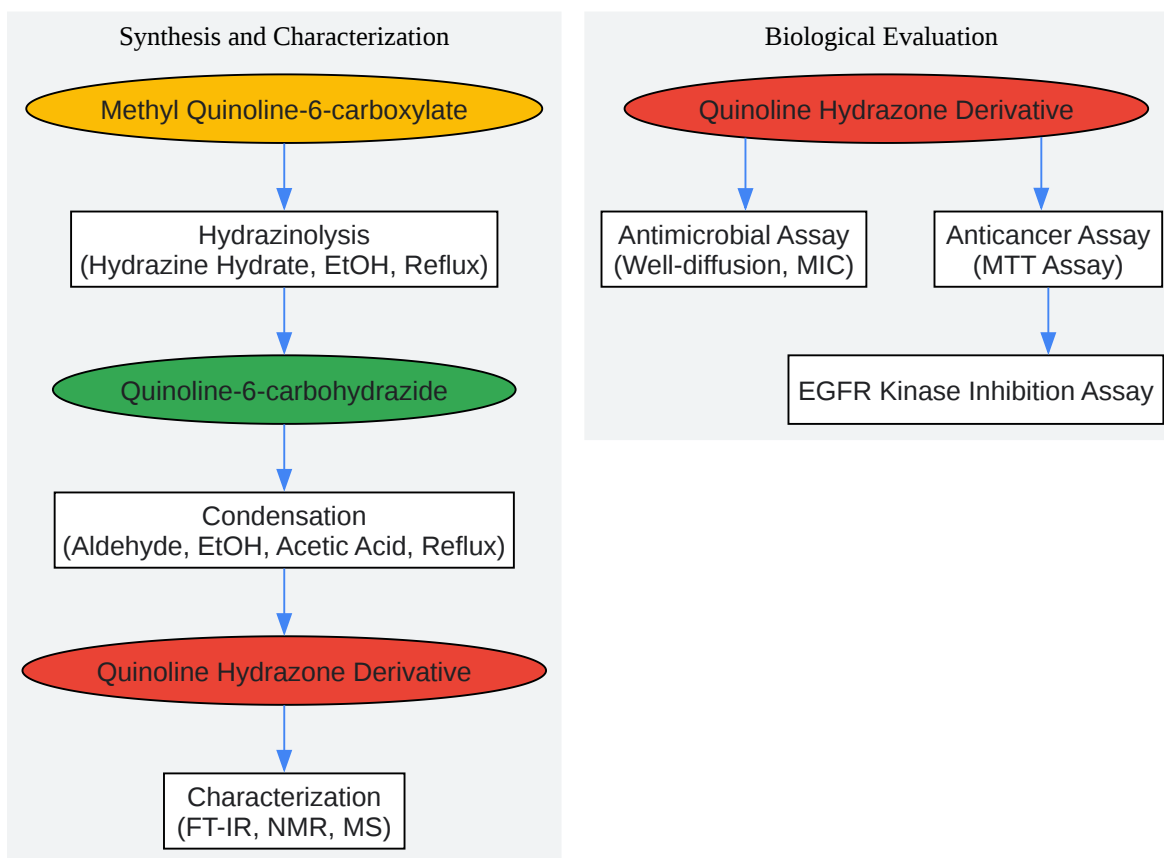 Synthesis and Characterization
Methyl Quinoline-6-carboxylate
Hydrazinolysis
(Hydrazine Hydrate, EtOH, Reflux)
Quinoline-6-carbohydrazide
Condensation
(Aldehyde, EtOH, Acetic Acid, Reflux)
Quinoline Hydrazone Derivative
Characterization
(FT-IR, NMR, MS)
Biological Evaluation
Quinoline Hydrazone Derivative
Antimicrobial Assay
(Well-diffusion, MIC)
Anticancer Assay
(MTT Assay)
EGFR Kinase Inhibition Assay